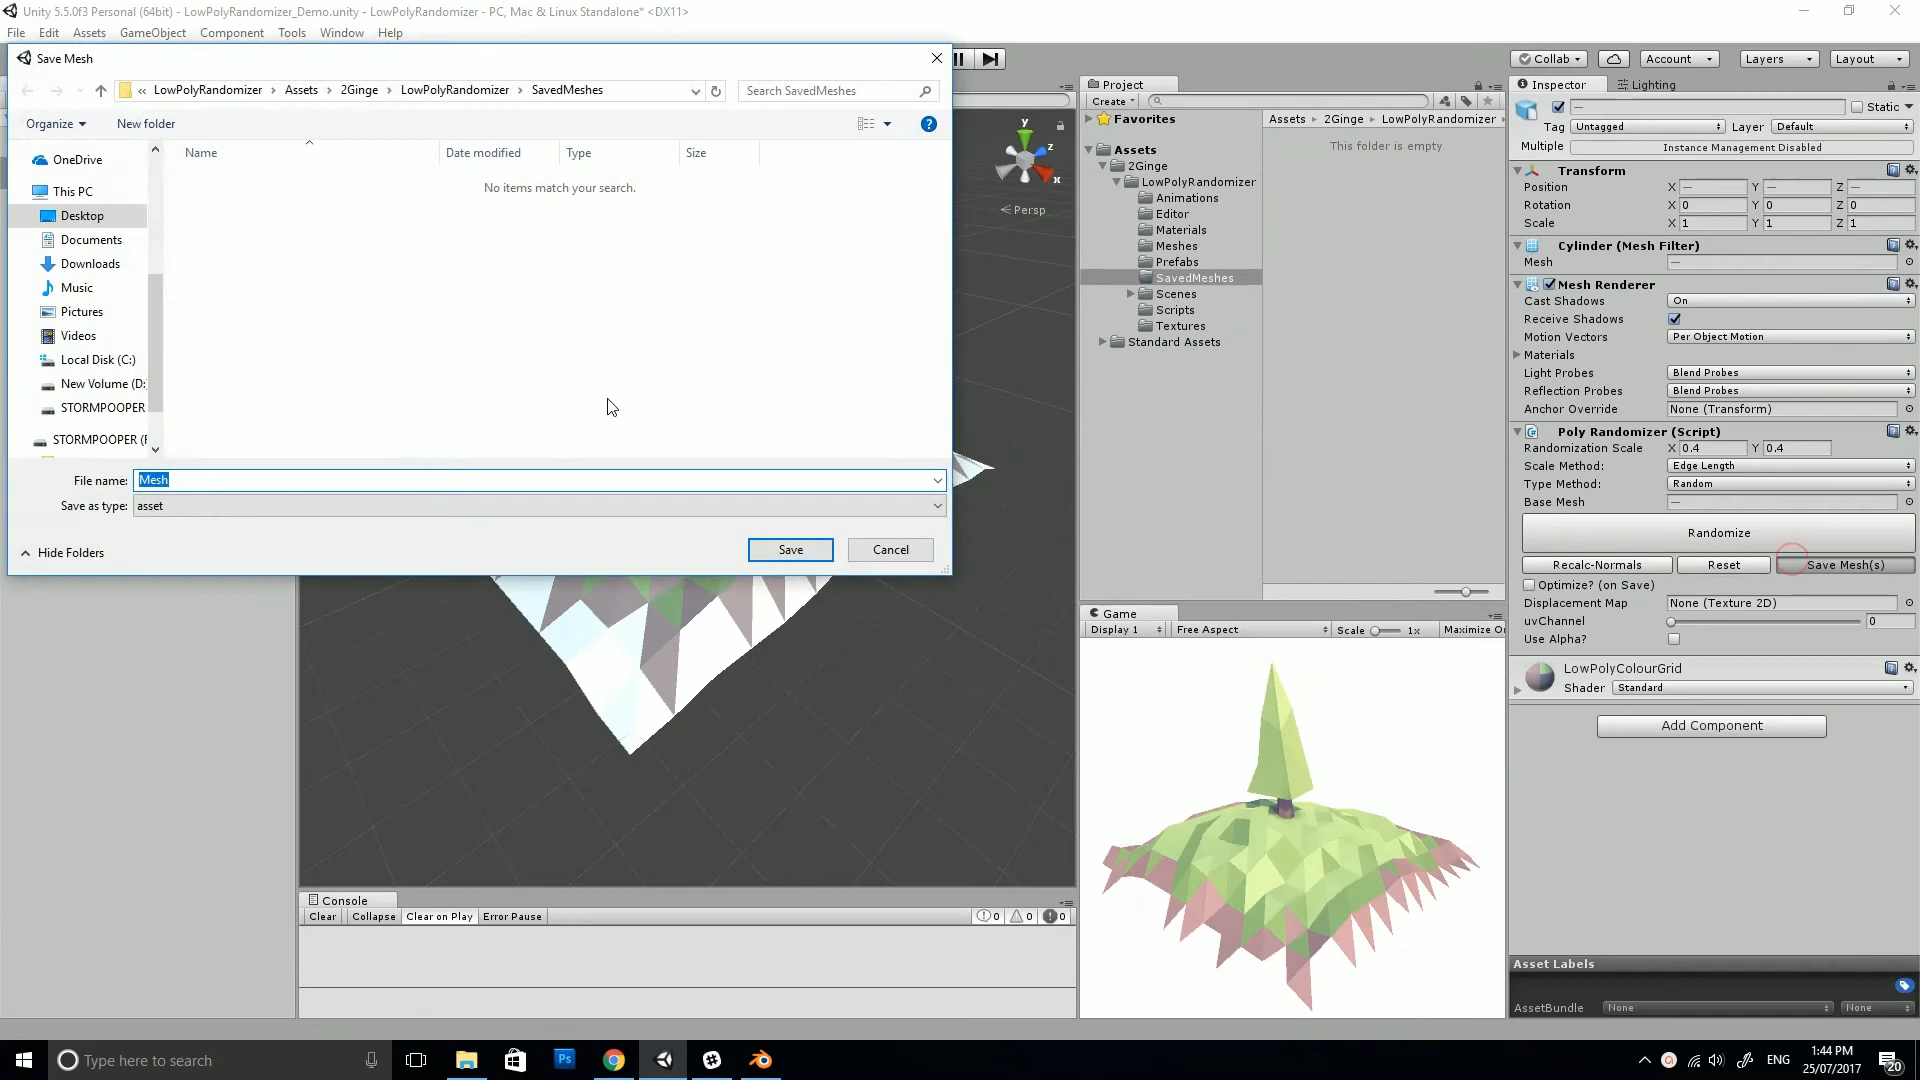 Unity 5.5.0f3 Personal (64bit) - LowPolyRandomizer_Demo.unity - LowPolyRandomizer - PC, Mac & Linux Standalone* <DX11>
File Edit Assets GameObject Component Tools Window Help
Save Mesh
LowPolyRandomizer > Assets > 2Ginge > LowPolyRandomizer > SavedMeshes
Search SavedMeshes
Organize
New folder
Name Date modified Type Size
No items match your search.
OneDrive
This PC
Desktop
Documents
Downloads
Music
Pictures
Videos
Local Disk (C:)
New Volume (D:
STORMPOOPER
STORMPOOPER (F
File name: Mesh
Save as type: asset
Hide Folders
Save
Cancel
y
z
x
Persp
Console
Clear Collapse Clear on Play Error Pause
0 0 0
Project
Create
Favorites
Assets
2Ginge
LowPolyRandomizer
Animations
Editor
Materials
Meshes
Prefabs
SavedMeshes
Scenes
Scripts
Textures
Standard Assets
Assets 2Ginge LowPolyRandomizer
This folder is empty
Game
Display 1 Free Aspect Scale 1x Maximize On
Collab Account Layers Layout
Inspector Lighting
— Static
Tag Untagged Layer Default
Multiple Instance Management Disabled
Transform
Position X — Y — Z —
Rotation X 0 Y 0 Z 0
Scale X 1 Y 1 Z 1
Cylinder (Mesh Filter)
Mesh —
Mesh Renderer
Cast Shadows On
Receive Shadows
Motion Vectors Per Object Motion
Materials
Light Probes Blend Probes
Reflection Probes Blend Probes
Anchor Override None (Transform)
Poly Randomizer (Script)
Randomization Scale X 0.4 Y 0.4
Scale Method: Edge Length
Type Method: Random
Base Mesh —
Randomize
Recalc-Normals Reset Save Mesh(s)
Optimize? (on Save)
Displacement Map None (Texture 2D)
uvChannel 0
Use Alpha?
LowPolyColourGrid
Shader Standard
Add Component
Asset Labels
AssetBundle None None
Type here to search
Ps
ENG
1:44 PM
25/07/2017
20